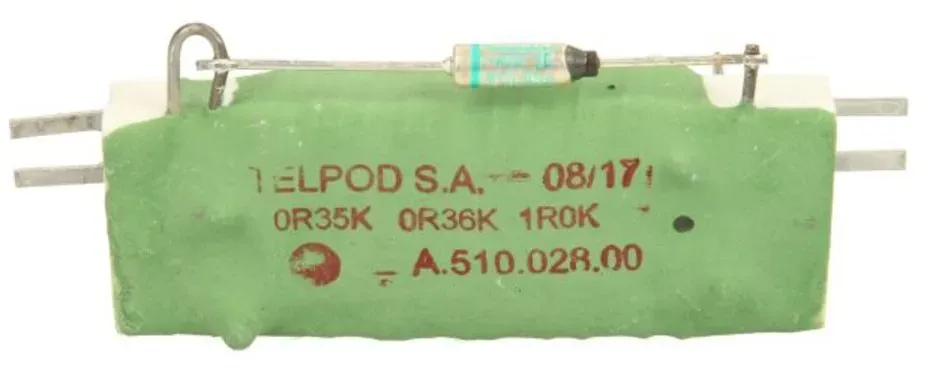 TELPOD S.A. 08/17
0R35K 0R36K 1R0K
A.510.028.00